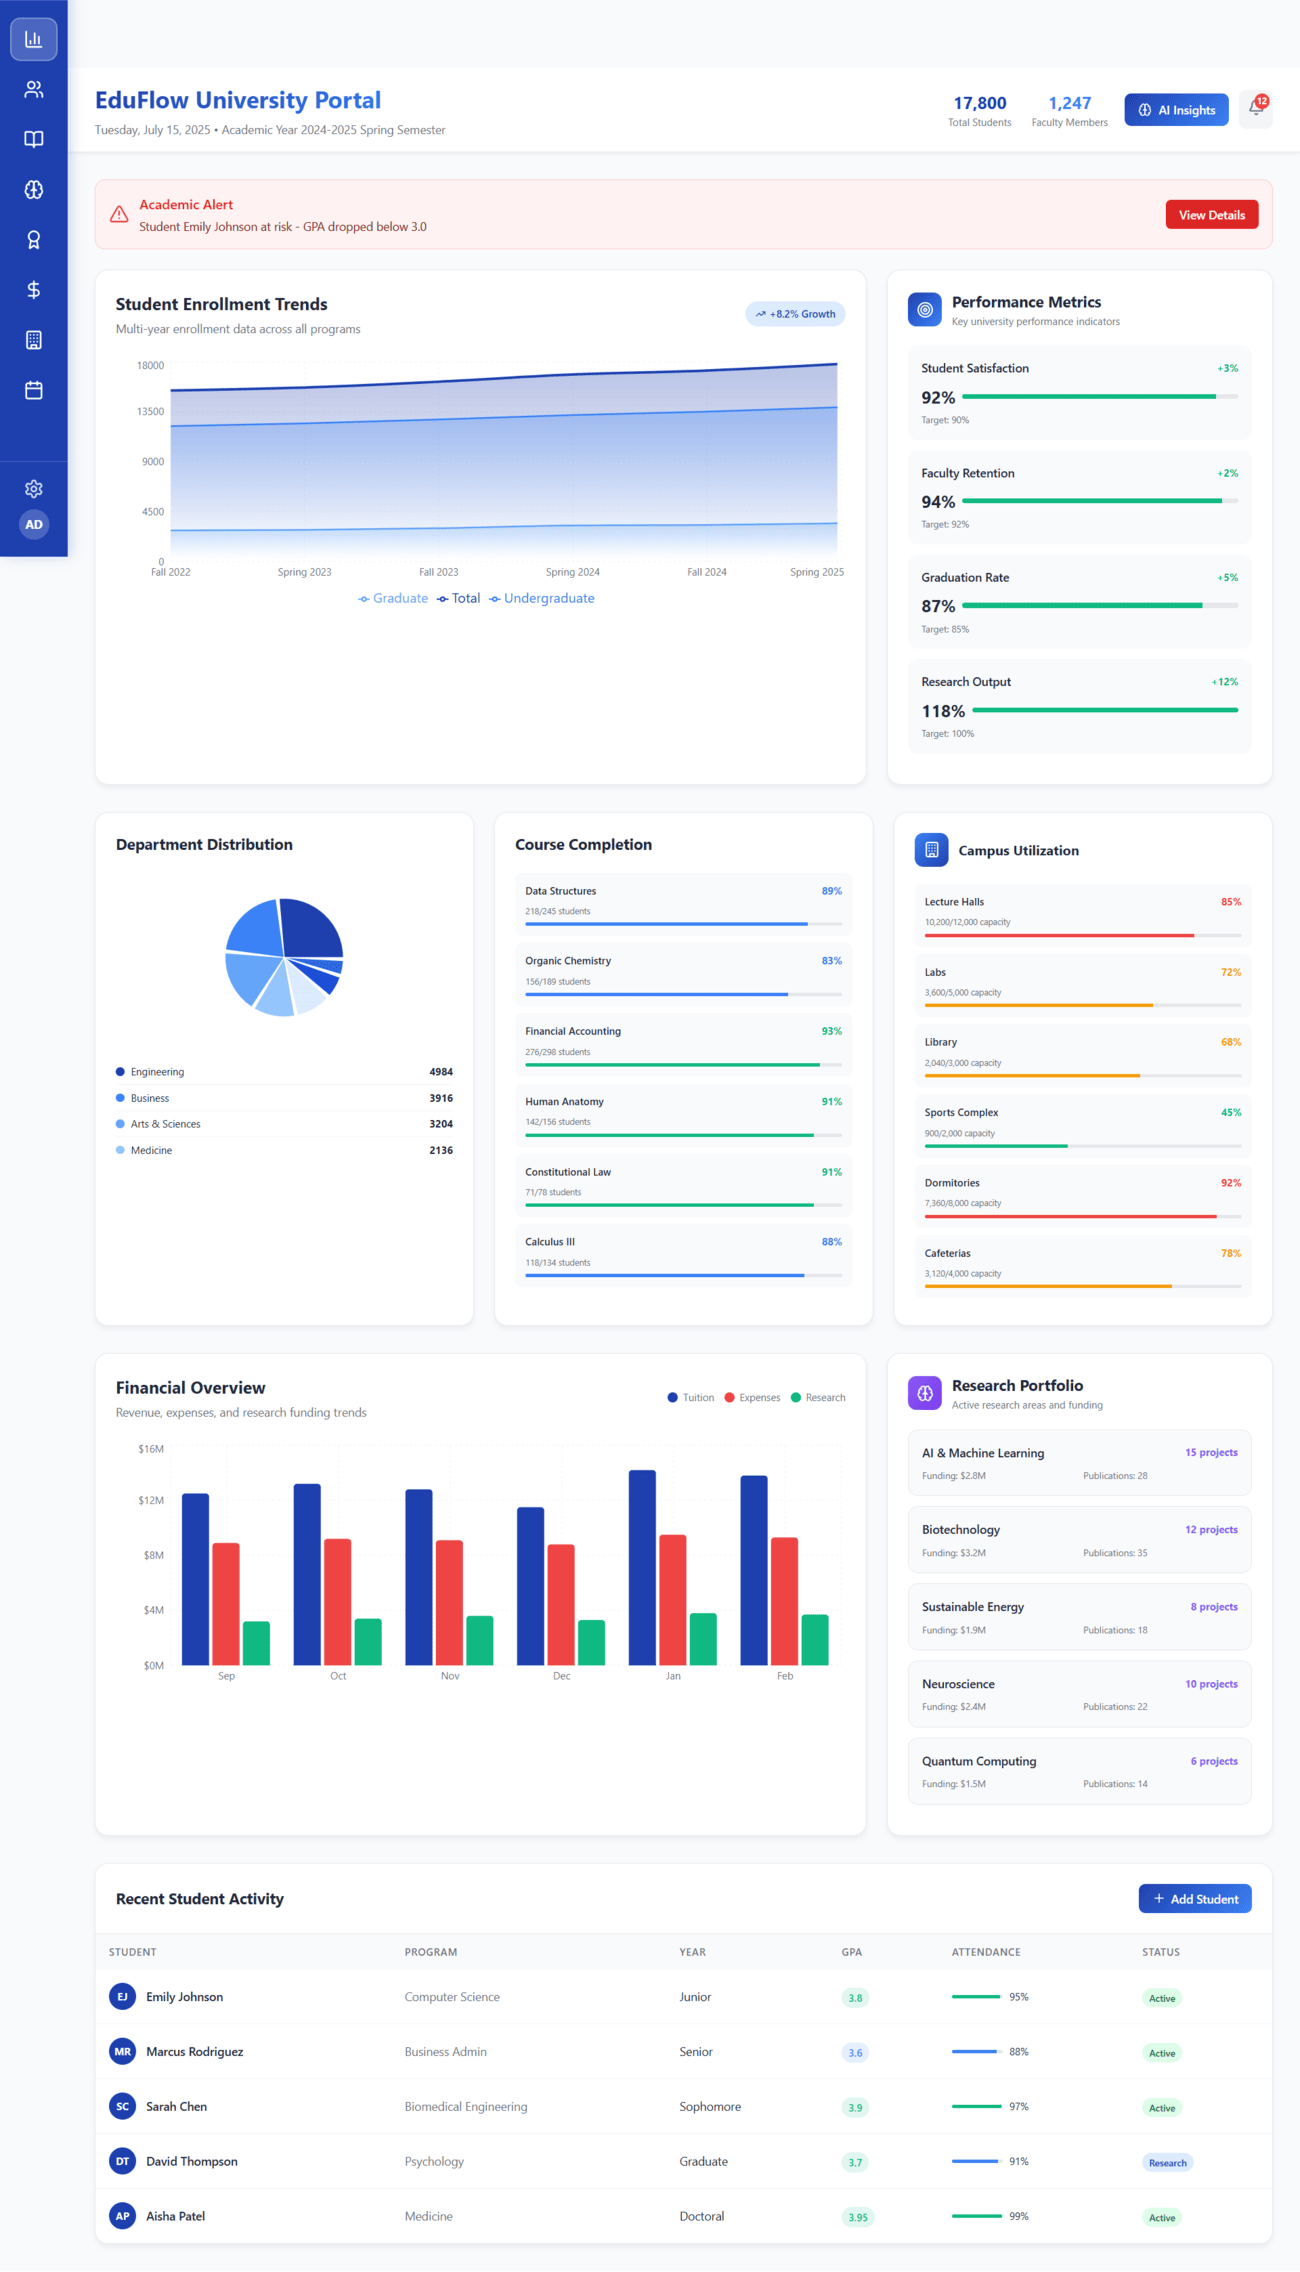 EduFlow University Portal
Tuesday, July 15, 2025 • Academic Year 2024-2025 Spring Semester
17,800
Total Students
1,247
Faculty Members
AI Insights
12
AD
Academic Alert
Student Emily Johnson at risk - GPA dropped below 3.0
View Details
Student Enrollment Trends
Multi-year enrollment data across all programs
+8.2% Growth
18000
13500
9000
4500
0
Fall 2022 Spring 2023 Fall 2023 Spring 2024 Fall 2024 Spring 2025
Graduate Total Undergraduate
Performance Metrics
Key university performance indicators
Student Satisfaction +3%
92%
Target: 90%
Faculty Retention +2%
94%
Target: 92%
Graduation Rate +5%
87%
Target: 85%
Research Output +12%
118%
Target: 100%
Department Distribution
Engineering 4984
Business 3916
Arts & Sciences 3204
Medicine 2136
Course Completion
Data Structures 89%
218/245 students
Organic Chemistry 83%
156/189 students
Financial Accounting 93%
276/298 students
Human Anatomy 91%
142/156 students
Constitutional Law 91%
71/78 students
Calculus III 88%
118/134 students
Campus Utilization
Lecture Halls 85%
10,200/12,000 capacity
Labs 72%
3,600/5,000 capacity
Library 68%
2,040/3,000 capacity
Sports Complex 45%
900/2,000 capacity
Dormitories 92%
7,360/8,000 capacity
Cafeterias 78%
3,120/4,000 capacity
Financial Overview
Revenue, expenses, and research funding trends
Tuition Expenses Research
$16M
$12M
$8M
$4M
$0M
Sep Oct Nov Dec Jan Feb
Research Portfolio
Active research areas and funding
AI & Machine Learning 15 projects
Funding: $2.8M Publications: 28
Biotechnology 12 projects
Funding: $3.2M Publications: 35
Sustainable Energy 8 projects
Funding: $1.9M Publications: 18
Neuroscience 10 projects
Funding: $2.4M Publications: 22
Quantum Computing 6 projects
Funding: $1.5M Publications: 14
Recent Student Activity
+ Add Student
STUDENT PROGRAM YEAR GPA ATTENDANCE STATUS
EJ Emily Johnson Computer Science Junior 3.8 95% Active
MR Marcus Rodriguez Business Admin Senior 3.6 88% Active
SC Sarah Chen Biomedical Engineering Sophomore 3.9 97% Active
DT David Thompson Psychology Graduate 3.7 91% Research
AP Aisha Patel Medicine Doctoral 3.95 99% Active